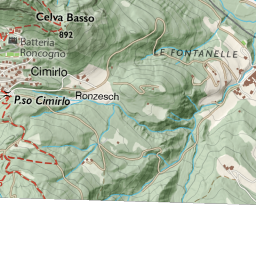 Celva Basso
892
Batteria
Roncogno
LE FONTANELLE
Cimirlo
P.so Cimirlo
Ronzesch